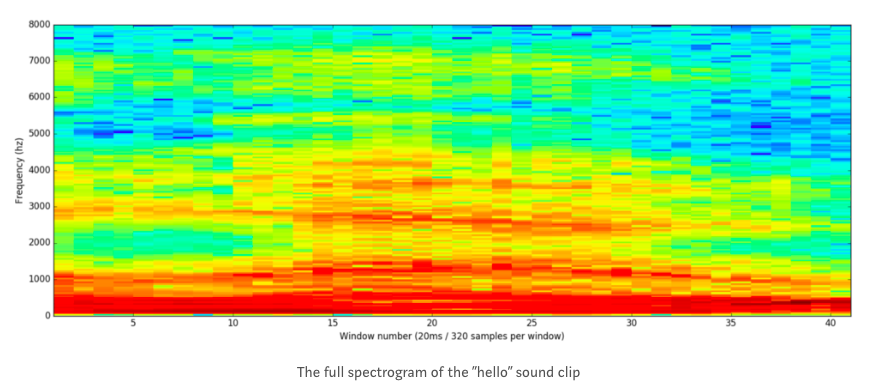 8000
7000
6000
5000
4000
3000
2000
1000
0
Frequency (hz)
5 10 15 20 25 30 35 40
Window number (20ms / 320 samples per window)
The full spectrogram of the "hello" sound clip